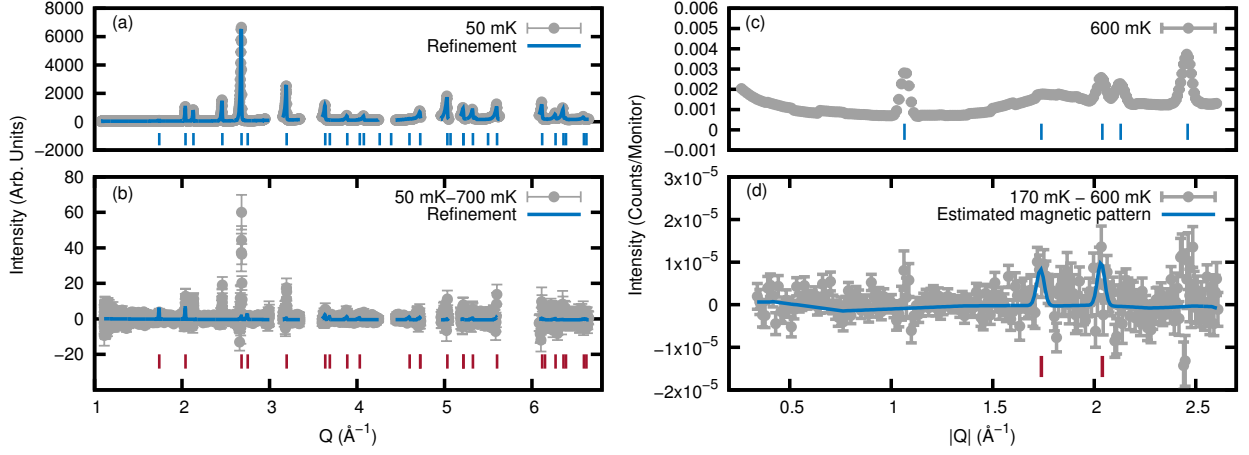 (a)
50 mK
Refinement
8000
6000
4000
2000
0
−2000
(b)
50 mK−700 mK
Refinement
80
60
40
20
0
−20
1 2 3 4 5 6
Q (Å−1)
Intensity (Arb. Units)
(c)
600 mK
0.006
0.005
0.004
0.003
0.002
0.001
0
−0.001
(d)
170 mK − 600 mK
Estimated magnetic pattern
3x10−5
2x10−5
1x10−5
0
−1x10−5
−2x10−5
0.5 1 1.5 2 2.5
|Q| (Å−1)
Intensity (Counts/Monitor)